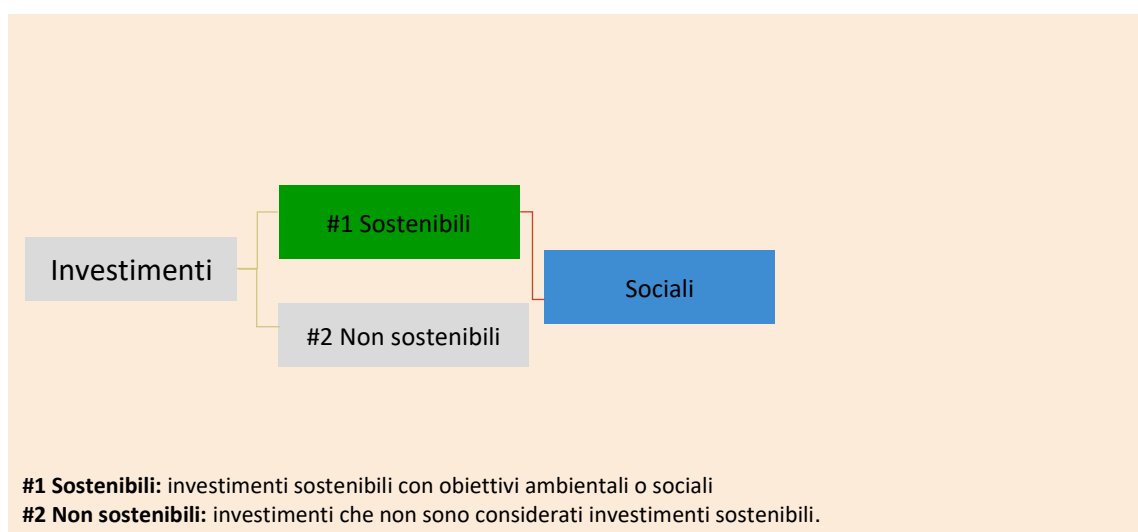 #1 Sostenibili
Investimenti
Sociali
#2 Non sostenibili
#1 Sostenibili: investimenti sostenibili con obiettivi ambientali o sociali
#2 Non sostenibili: investimenti che non sono considerati investimenti sostenibili.